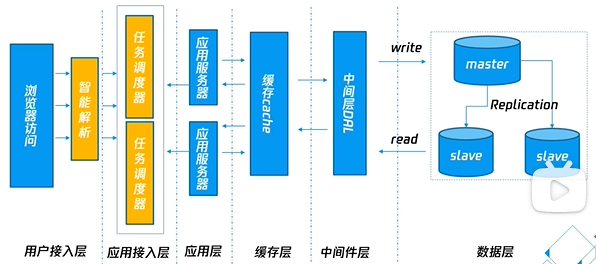 浏览器访问
智能解析
任务调度器
任务调度器
应用服务器
应用服务器
缓存cache
中间层DAL
write
read
master
Replication
slave
slave
用户接入层
应用接入层
应用层
缓存层
中间件层
数据层